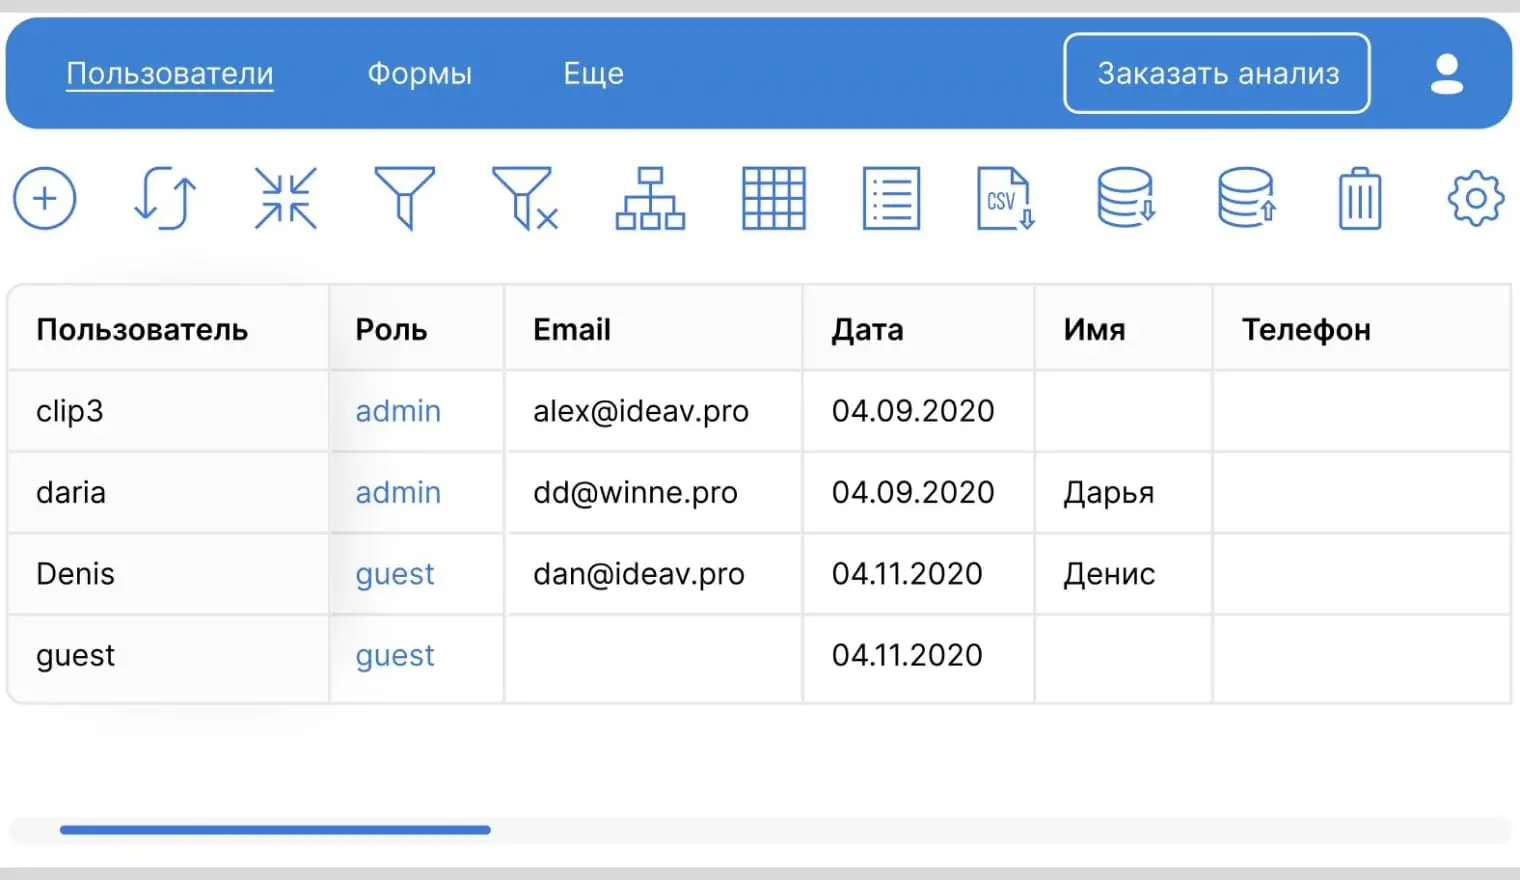 Пользователи Формы Еще Заказать анализ
CSV
Пользователь Роль Email Дата Имя Телефон
clip3 admin alex@ideav.pro 04.09.2020
daria admin dd@winne.pro 04.09.2020 Дарья
Denis guest dan@ideav.pro 04.11.2020 Денис
guest guest 04.11.2020